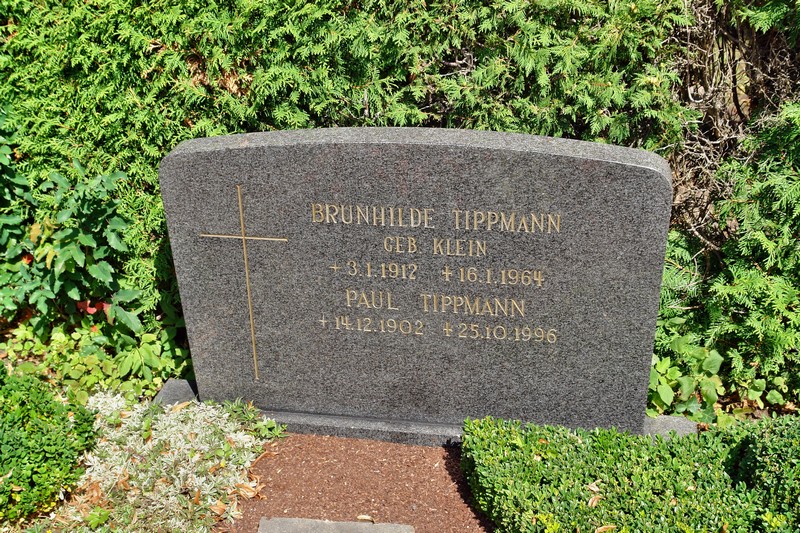 BRUNHILDE TIPPMANN
GEB. KLEIN
+ 3.1.1912 + 16.1.1964
PAUL TIPPMANN
+ 14.12.1902 + 25.10.1996